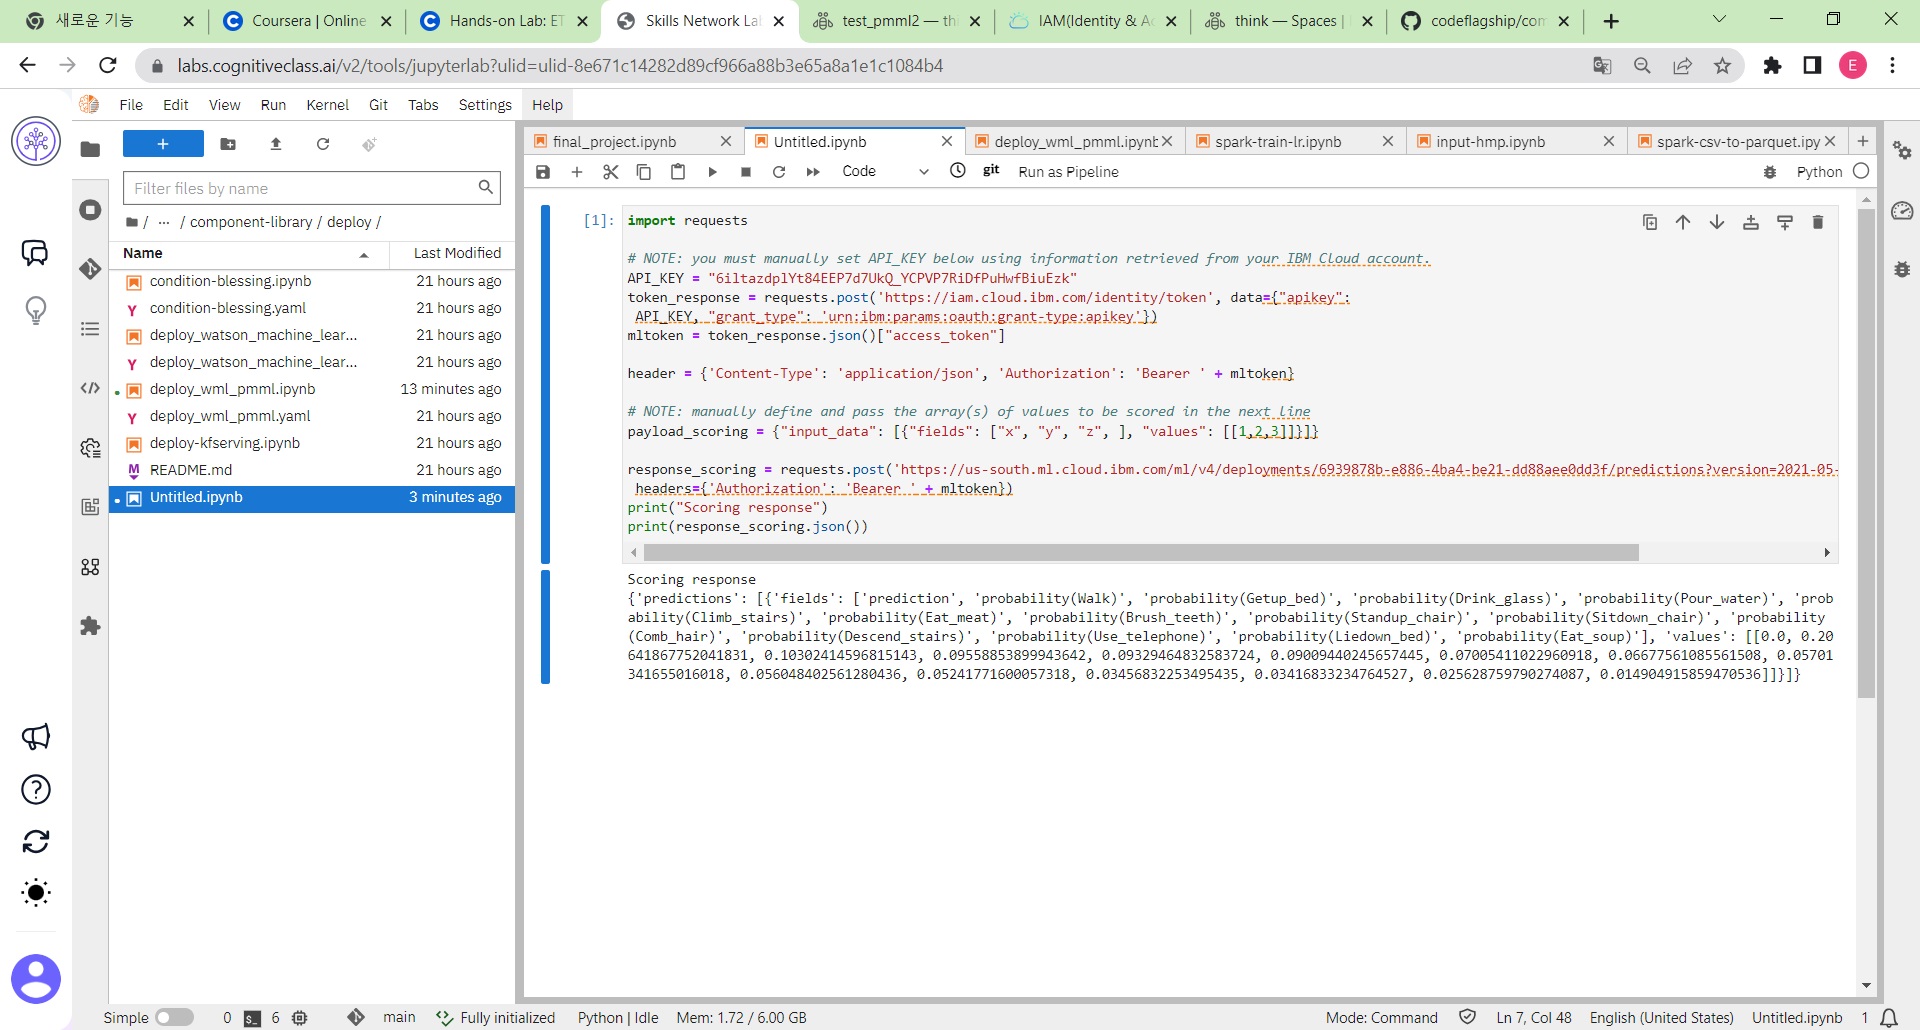 새로운 기능
Coursera | Online
Hands-on Lab: ET
Skills Network La
test_pmml2 — thi
IAM(Identity & Ac
think — Spaces |
codeflagship/com
labs.cognitiveclass.ai/v2/tools/jupyterlab?ulid=ulid-8e671c14282d89cf966a88b3e65a8a1e1c1084b4
E
File Edit View Run Kernel Git Tabs Settings Help
Filter files by name
/ ... / component-library / deploy /
Name Last Modified
condition-blessing.ipynb 21 hours ago
condition-blessing.yaml 21 hours ago
deploy_watson_machine_lear... 21 hours ago
deploy_watson_machine_lear... 21 hours ago
deploy_wml_pmml.ipynb 13 minutes ago
deploy_wml_pmml.yaml 21 hours ago
deploy-kfserving.ipynb 21 hours ago
README.md 21 hours ago
Untitled.ipynb 3 minutes ago
final_project.ipynb
Untitled.ipynb
deploy_wml_pmml.ipynb
spark-train-lr.ipynb
input-hmp.ipynb
spark-csv-to-parquet.ipy
Code git Run as Pipeline Python
[1]: import requests
# NOTE: you must manually set API_KEY below using information retrieved from your IBM Cloud account.
API_KEY = "6iltazdplYt84EEP7d7UkQ_YCPVP7RiDfPuHwfBiuEzk"
token_response = requests.post('https://iam.cloud.ibm.com/identity/token', data={"apikey":
API_KEY, "grant_type": 'urn:ibm:params:oauth:grant-type:apikey'})
mltoken = token_response.json()["access_token"]
header = {'Content-Type': 'application/json', 'Authorization': 'Bearer ' + mltoken}
# NOTE: manually define and pass the array(s) of values to be scored in the next line
payload_scoring = {"input_data": [{"fields": ["x", "y", "z", ], "values": [[1,2,3]]}]}
response_scoring = requests.post('https://us-south.ml.cloud.ibm.com/ml/v4/deployments/6939878b-e886-4ba4-be21-dd88aee0dd3f/predictions?version=2021-05-
headers={'Authorization': 'Bearer ' + mltoken})
print("Scoring response")
print(response_scoring.json())
Scoring response
{'predictions': [{'fields': ['prediction', 'probability(Walk)', 'probability(Getup_bed)', 'probability(Drink_glass)', 'probability(Pour_water)', 'prob
ability(Climb_stairs)', 'probability(Eat_meat)', 'probability(Brush_teeth)', 'probability(Standup_chair)', 'probability(Sitdown_chair)', 'probability
(Comb_hair)', 'probability(Descend_stairs)', 'probability(Use_telephone)', 'probability(Liedown_bed)', 'probability(Eat_soup)'], 'values': [[0.0, 0.20
641867752041831, 0.10302414596815143, 0.09558853899943642, 0.09329464832583724, 0.09009440245657445, 0.07005411022960918, 0.06677561085561508, 0.05701
341655016018, 0.056048402561280436, 0.05241771600057318, 0.03456832253495435, 0.03416833234764527, 0.025628759790274087, 0.014904915859470536]]}]}
Simple 0 6 main Fully initialized Python | Idle Mem: 1.72 / 6.00 GB Mode: Command Ln 7, Col 48 English (United States) Untitled.ipynb 1